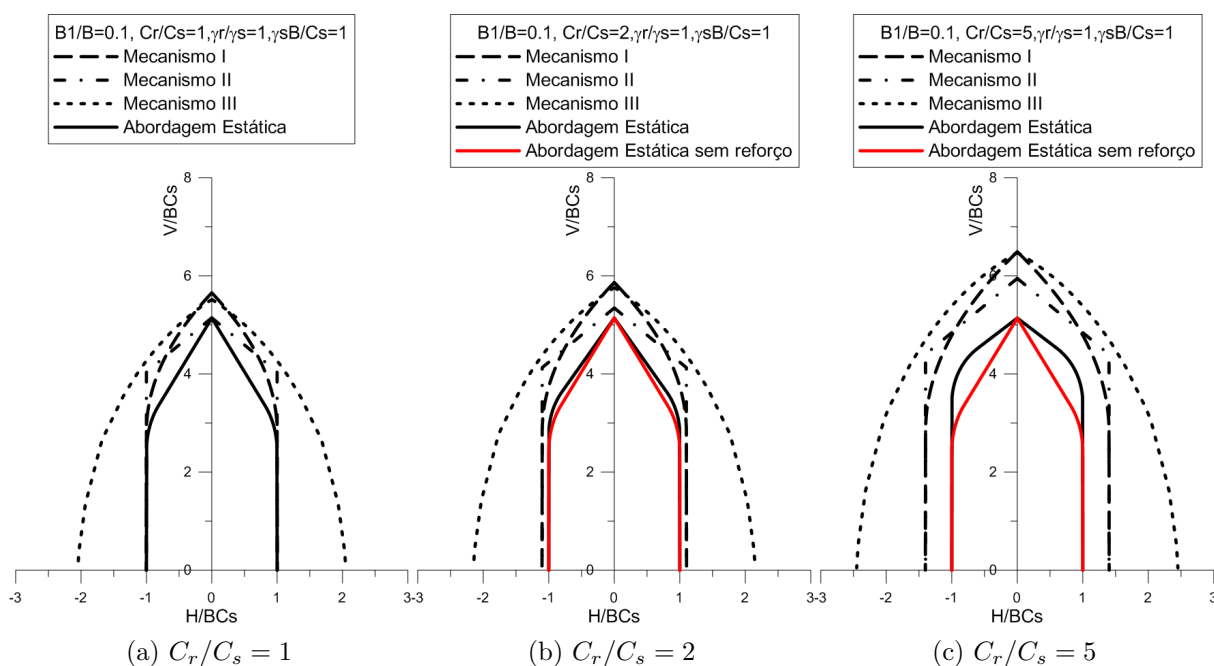 B1/B=0.1, Cr/Cs=1,γr/γs=1,γsB/Cs=1
Mecanismo I
Mecanismo II
Mecanismo III
Abordagem Estática
V/BCs
8
6
4
2
0
-3
-2
-1
0
1
2
3
H/BCs
(a) C_r/C_s = 1
B1/B=0.1, Cr/Cs=2,γr/γs=1,γsB/Cs=1
Mecanismo I
Mecanismo II
Mecanismo III
Abordagem Estática
Abordagem Estática sem reforço
V/BCs
8
6
4
2
0
-3
-2
-1
0
1
2
3
H/BCs
(b) C_r/C_s = 2
B1/B=0.1, Cr/Cs=5,γr/γs=1,γsB/Cs=1
Mecanismo I
Mecanismo II
Mecanismo III
Abordagem Estática
Abordagem Estática sem reforço
V/BCs
8
6
4
2
0
-3
-2
-1
0
1
2
3
H/BCs
(c) C_r/C_s = 5